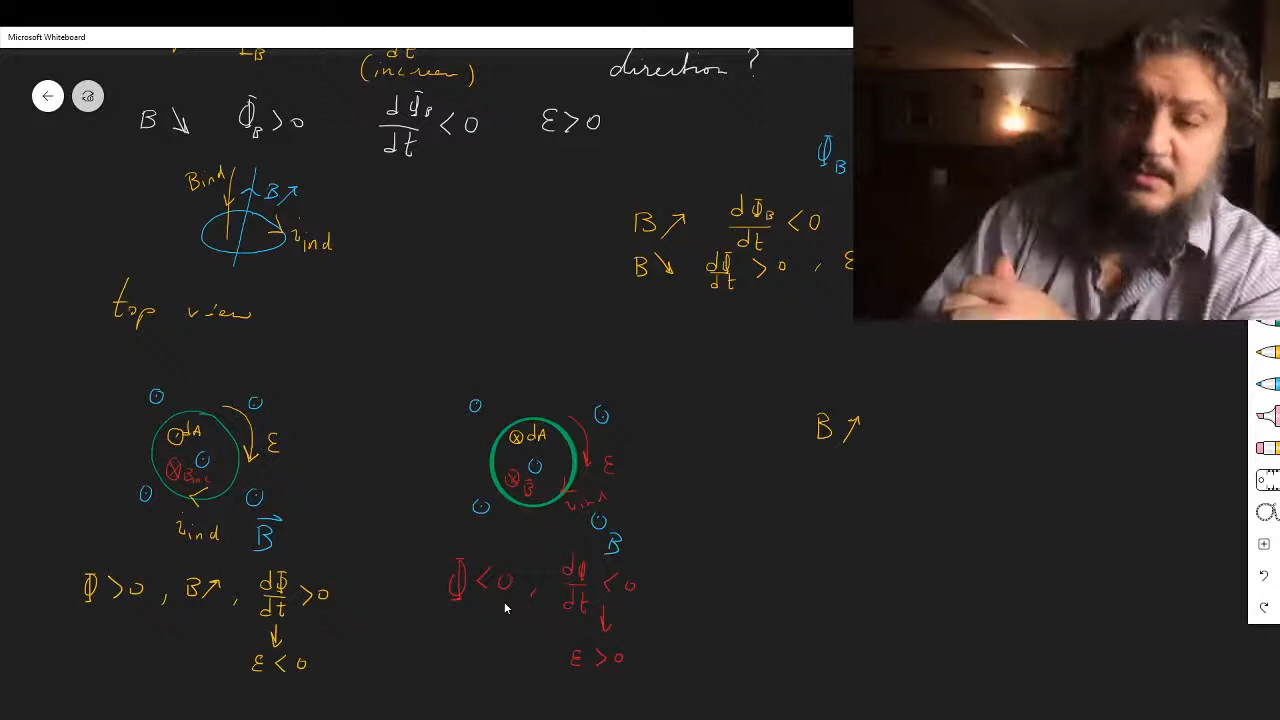 Microsoft Whiteboard
dt
(increase)
direction ?
B ↘ Φ_B > 0 dΦ_B/dt < 0 ε > 0
Φ_B
B_ind B ↗
i_ind
B ↗ dΦ_B/dt < 0
B ↘ dΦ/dt > 0 , ε
top view
dA
ε
B_ind
i_ind
B⃗
dA
ε
B⃗
i_ind
B
B ↗
Φ > 0 , B ↗ , dΦ/dt > 0
↓
ε < 0
Φ < 0 , dφ/dt < 0
↓
ε > 0